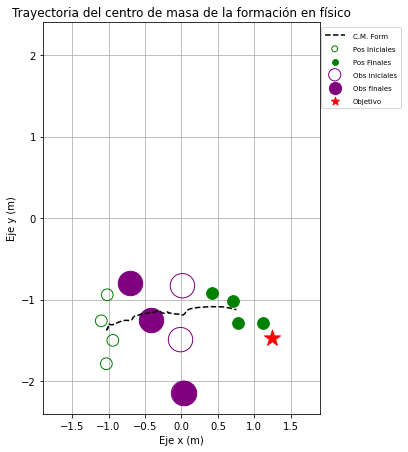 Trayectoria del centro de masa de la formación en físico
C.M. Form
Pos Iniciales
Pos Finales
Obs iniciales
Obs finales
Objetivo
Eje y (m)
2
1
0
−1
−2
−1.5
−1.0
−0.5
0.0
0.5
1.0
1.5
Eje x (m)